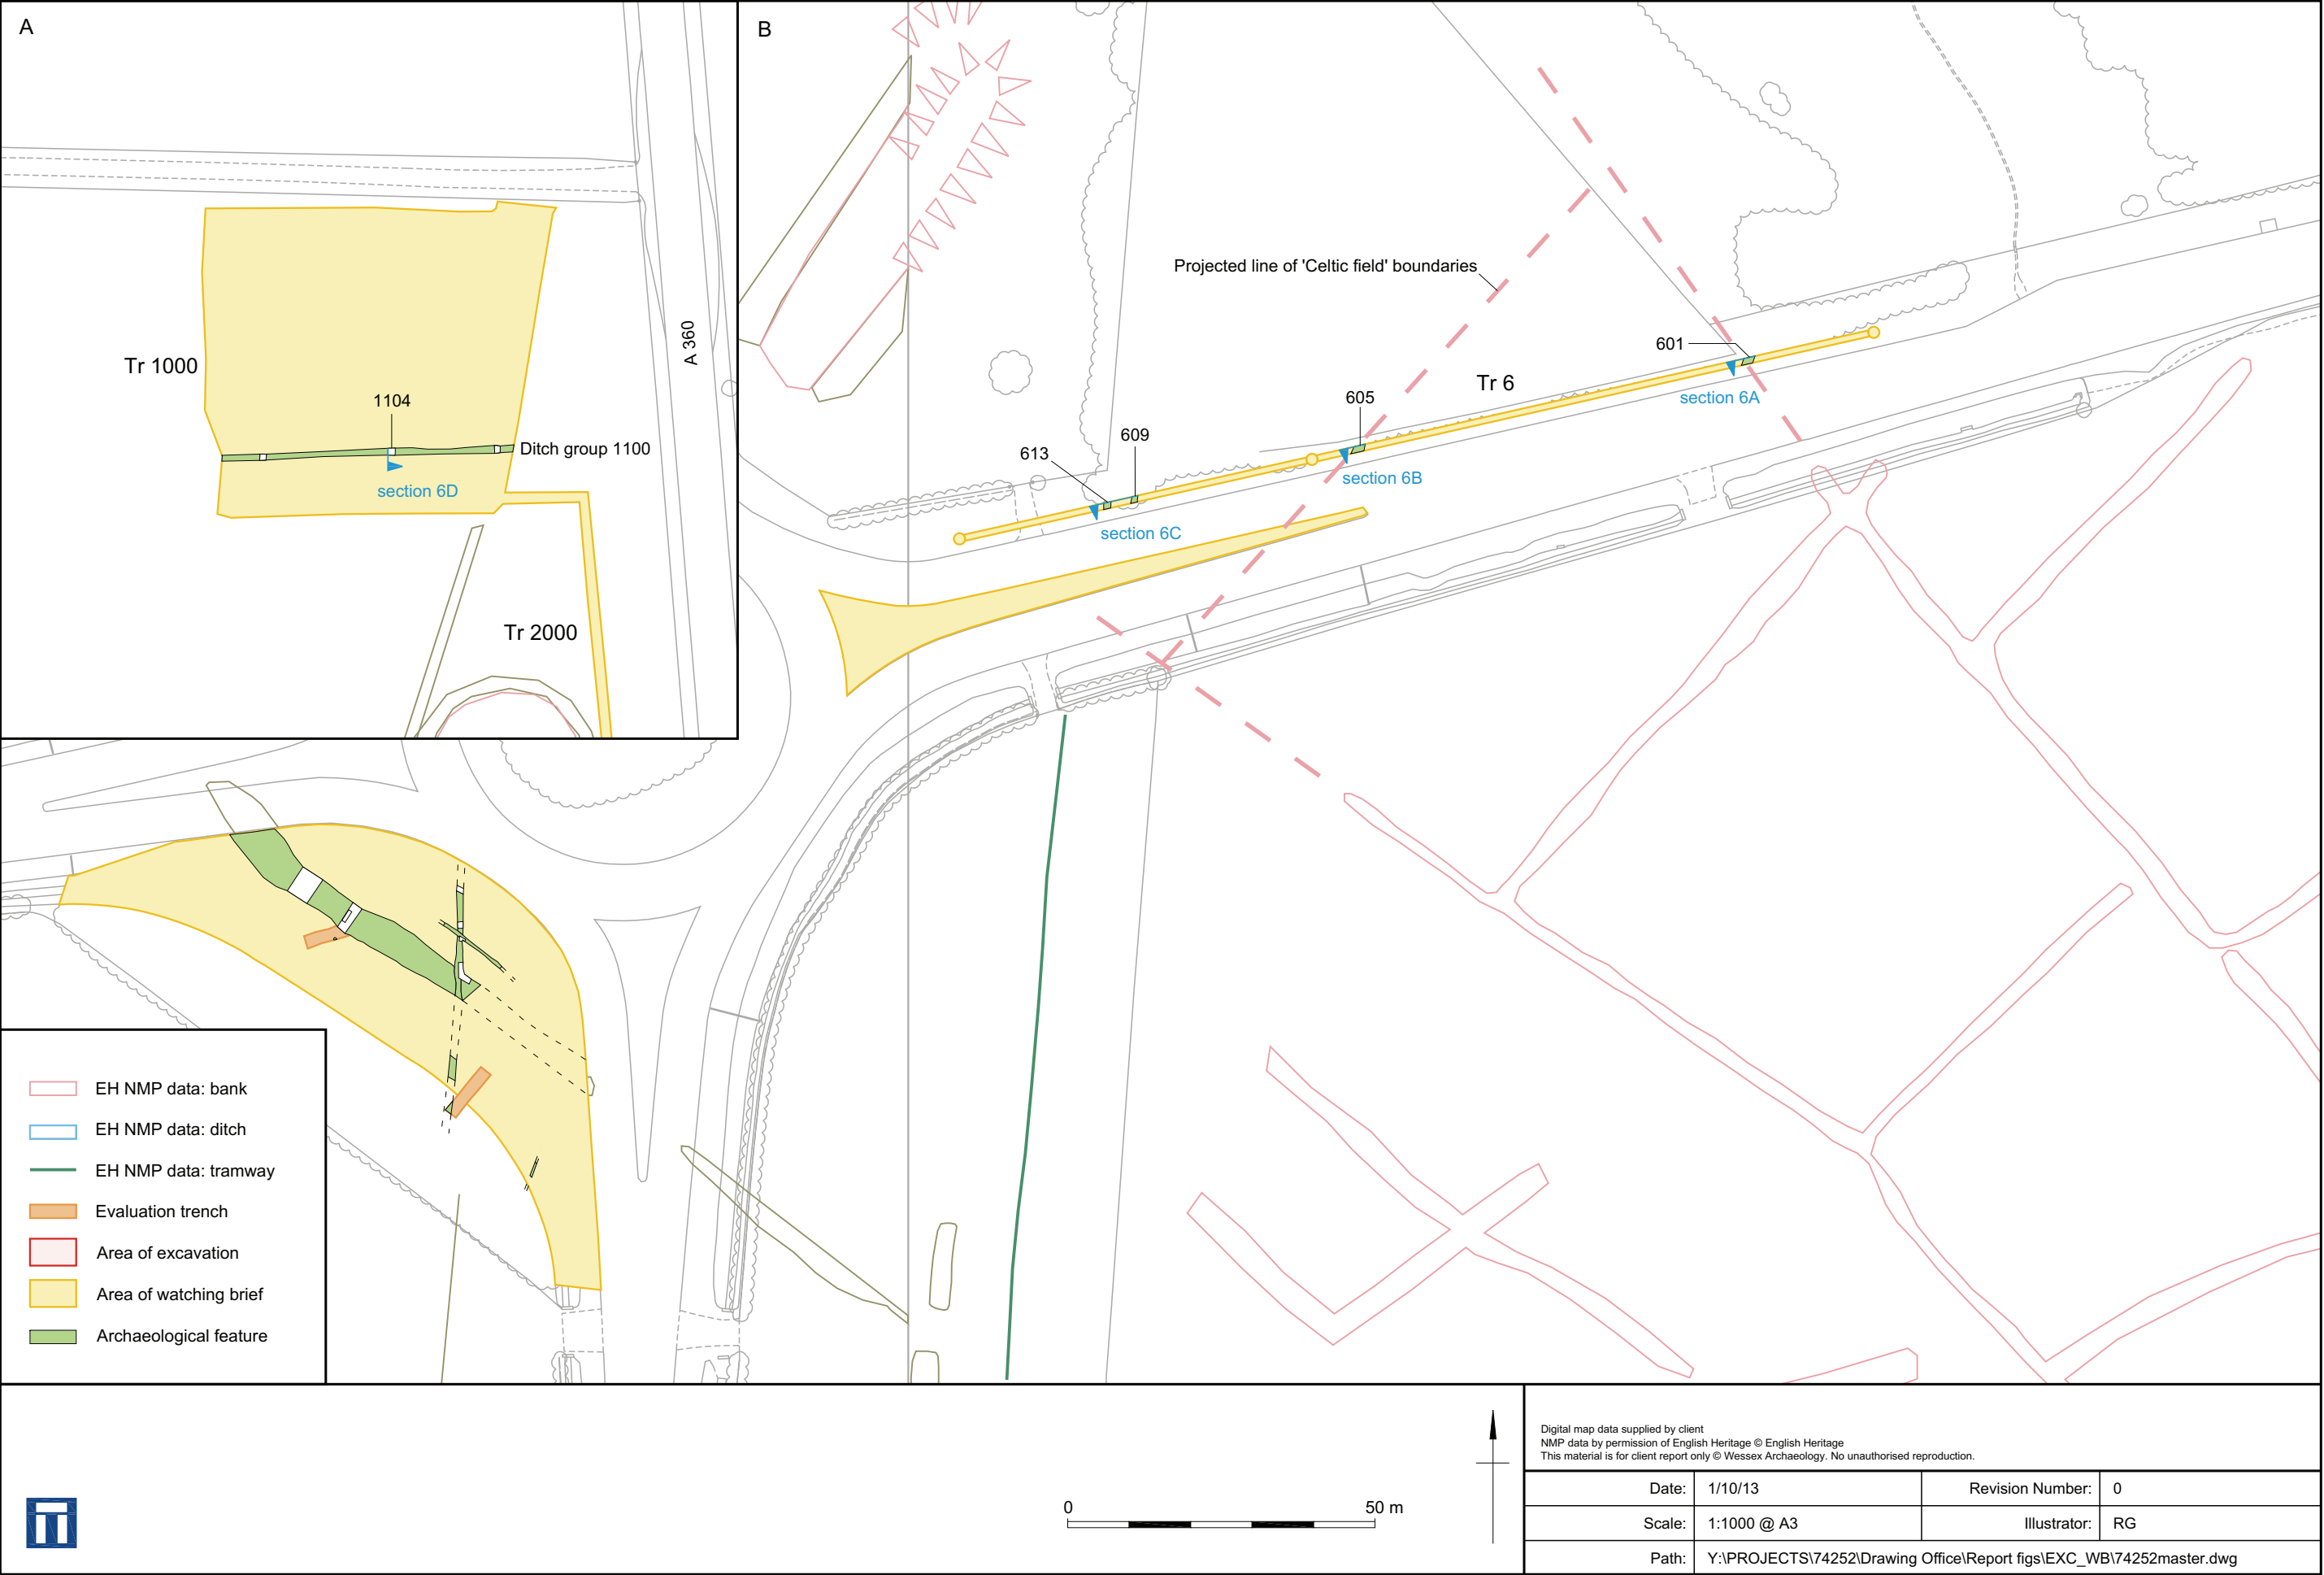 A
B
Projected line of 'Celtic field' boundaries
A 360
601
Tr 1000
Tr 6
1104
605
section 6A
609
Ditch group 1100
613
section 6B
section 6D
section 6C
Tr 2000
EH NMP data: bank
EH NMP data: ditch
EH NMP data: tramway
Evaluation trench
Area of excavation
Area of watching brief
Archaeological feature
0 50 m
Digital map data supplied by client
NMP data by permission of English Heritage © English Heritage
This material is for client report only © Wessex Archaeology. No unauthorised reproduction.
Date: 1/10/13 Revision Number: 0
Scale: 1:1000 @ A3 Illustrator: RG
Path: Y:\PROJECTS\74252\Drawing Office\Report figs\EXC_WB\74252master.dwg